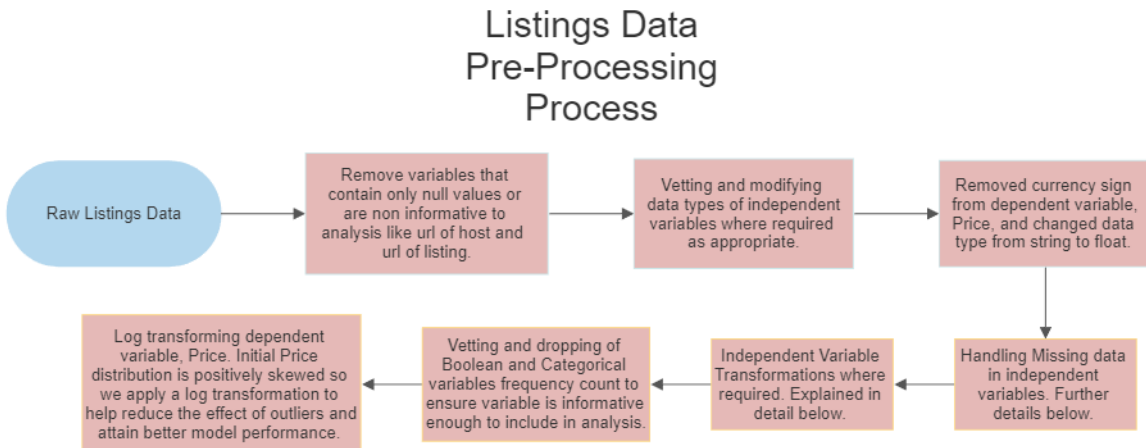 Listings Data
Pre-Processing
Process
Raw Listings Data
Remove variables that
contain only null values or
are non informative to
analysis like url of host and
url of listing.
Vetting and modifying
data types of independent
variables where required
as appropriate.
Removed currency sign
from dependent variable,
Price, and changed data
type from string to float.
Handling Missing data
in independent
variables. Further
details below.
Independent Variable
Transformations where
required. Explained in
detail below.
Vetting and dropping of
Boolean and Categorical
variables frequency count to
ensure variable is informative
enough to include in analysis.
Log transforming dependent
variable, Price. Initial Price
distribution is positively skewed so
we apply a log transformation to
help reduce the effect of outliers and
attain better model performance.